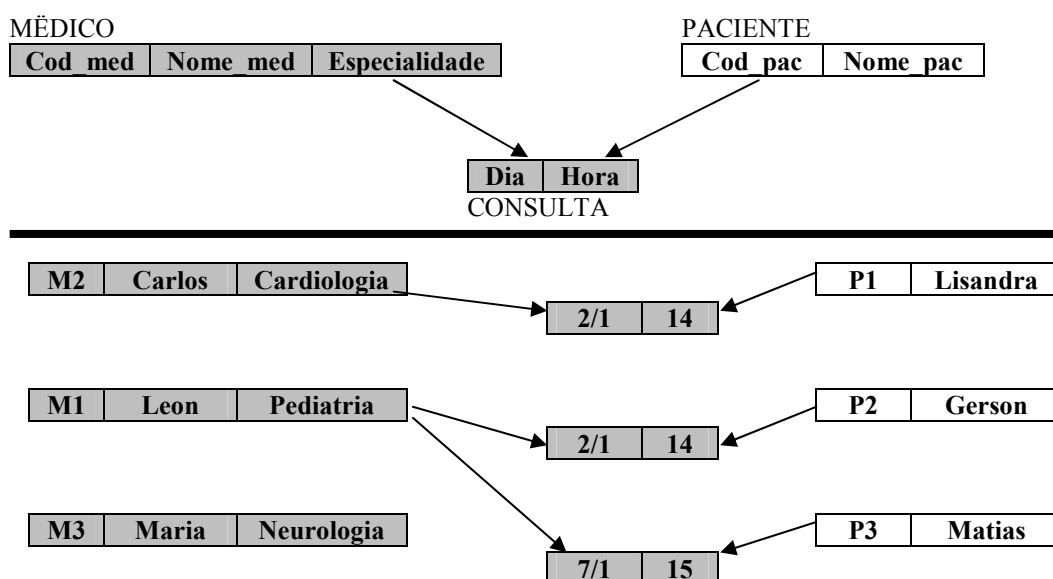 MËDICO PACIENTE
Cod_med Nome_med Especialidade Cod_pac Nome_pac
Dia Hora
CONSULTA
M2 Carlos Cardiologia P1 Lisandra
2/1 14
M1 Leon Pediatria P2 Gerson
2/1 14
M3 Maria Neurologia P3 Matias
7/1 15